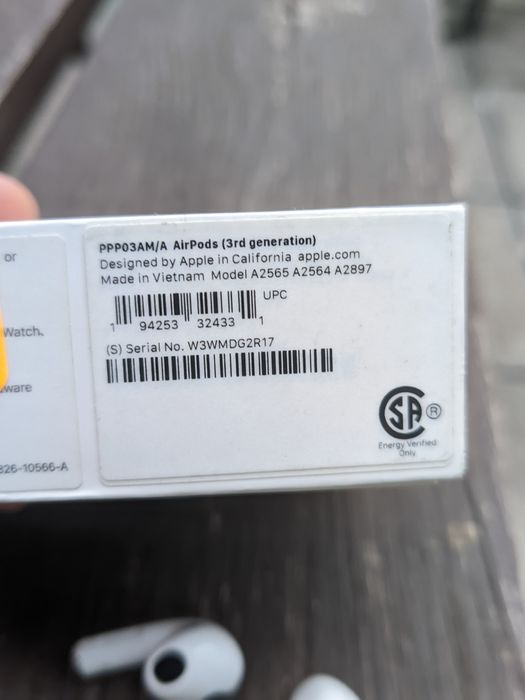 or
Watch.
ware
826-10566-A
PPP03AM/A AirPods (3rd generation)
Designed by Apple in California apple.com
Made in Vietnam Model A2565 A2564 A2897
UPC
1 94253 32433 1
(S) Serial No. W3WMDG2R17
SA ®
Energy Verified
Only